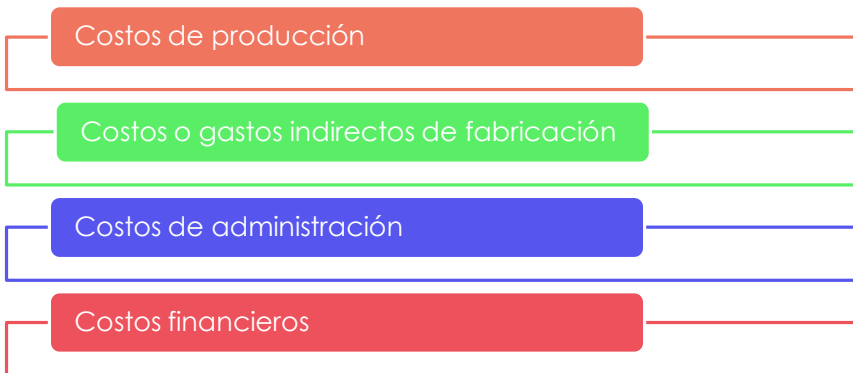 Costos de producción
Costos o gastos indirectos de fabricación
Costos de administración
Costos financieros